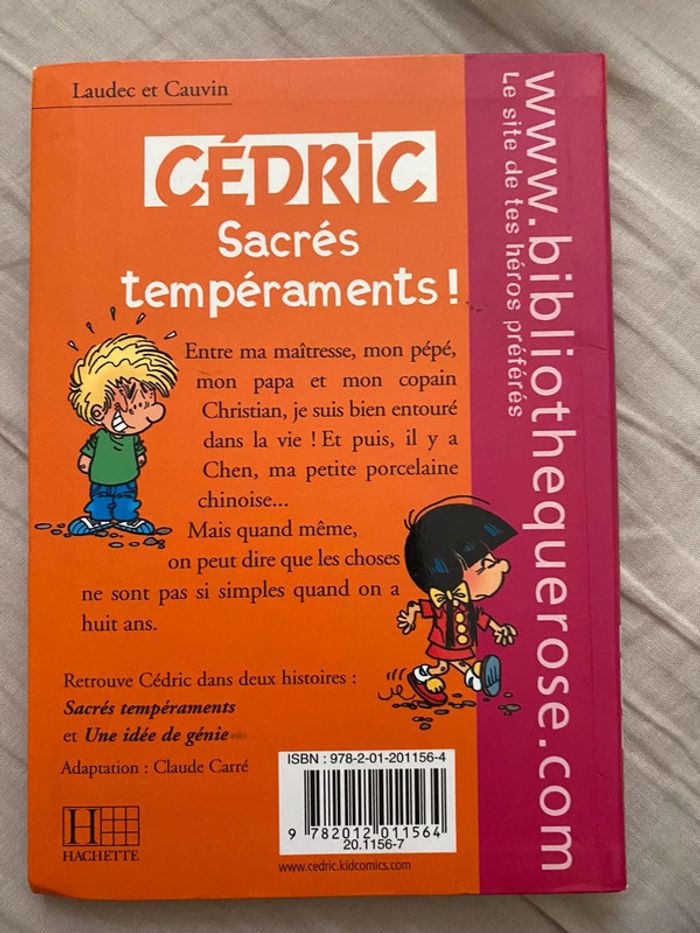 Laudec et Cauvin
CÉDRIC
Sacrés
tempéraments !
Entre ma maîtresse, mon pépé,
mon papa et mon copain
Christian, je suis bien entouré
dans la vie ! Et puis, il y a
Chen, ma petite porcelaine
chinoise...
Mais quand même,
on peut dire que les choses
ne sont pas si simples quand on a
huit ans.
Retrouve Cédric dans deux histoires :
Sacrés tempéraments
et Une idée de génie
Adaptation : Claude Carré
H
HACHETTE
ISBN : 978-2-01-201156-4
9 782012 011564
20.1156-7
www.cedric.kidcomics.com
www.bibliothequerose.com
Le site de tes héros préférés